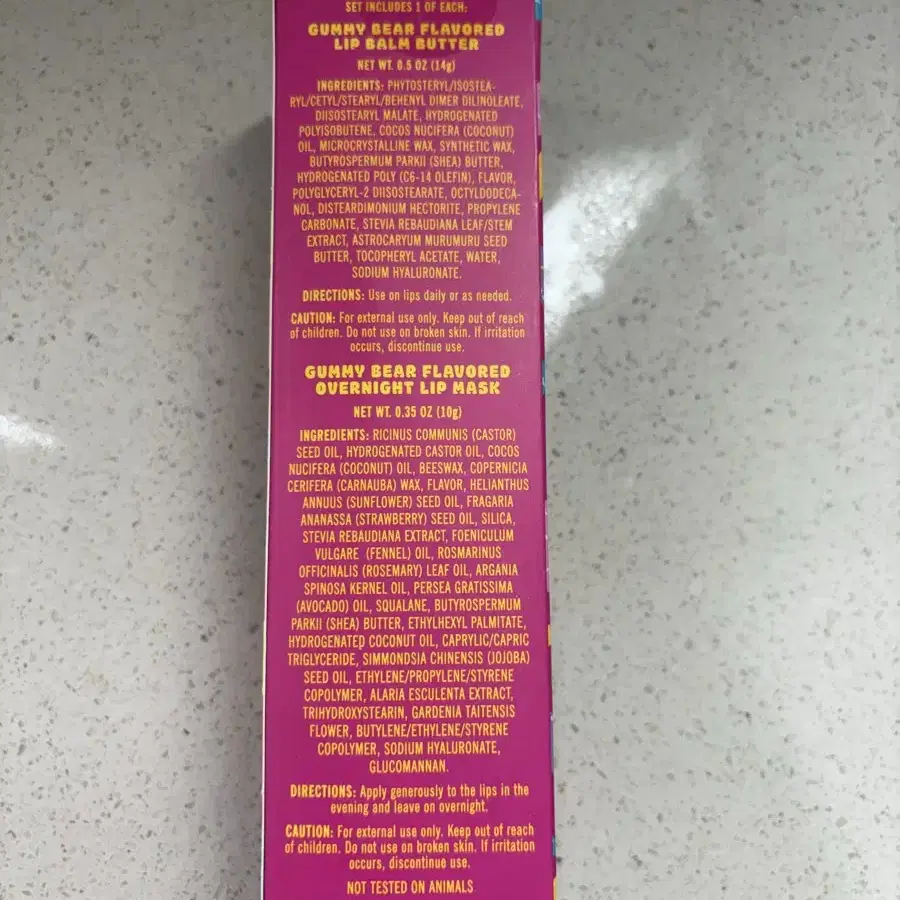 SET INCLUDES 1 OF EACH:
GUMMY BEAR FLAVORED
LIP BALM BUTTER
NET WT. 0.5 OZ (14g)
INGREDIENTS: PHYTOSTERYL/ISOSTEA-
RYL/CETYL/STEARYL/BEHENYL DIMER DILINOLEATE,
DIISOSTEARYL MALATE, HYDROGENATED
POLYISOBUTENE, COCOS NUCIFERA (COCONUT)
OIL, MICROCRYSTALLINE WAX, SYNTHETIC WAX,
BUTYROSPERMUM PARKII (SHEA) BUTTER,
HYDROGENATED POLY (C6-14 OLEFIN), FLAVOR,
POLYGLYCERYL-2 DIISOSTEARATE, OCTYLDODECA-
NOL, DISTEARDIMONIUM HECTORITE, PROPYLENE
CARBONATE, STEVIA REBAUDIANA LEAF/STEM
EXTRACT, ASTROCARYUM MURUMURU SEED
BUTTER, TOCOPHERYL ACETATE, WATER,
SODIUM HYALURONATE.
DIRECTIONS: Use on lips daily or as needed.
CAUTION: For external use only. Keep out of reach
of children. Do not use on broken skin. If irritation
occurs, discontinue use.
GUMMY BEAR FLAVORED
OVERNIGHT LIP MASK
NET WT. 0.35 OZ (10g)
INGREDIENTS: RICINUS COMMUNIS (CASTOR)
SEED OIL, HYDROGENATED CASTOR OIL, COCOS
NUCIFERA (COCONUT) OIL, BEESWAX, COPERNICIA
CERIFERA (CARNAUBA) WAX, FLAVOR, HELIANTHUS
ANNUUS (SUNFLOWER) SEED OIL, FRAGARIA
ANANASSA (STRAWBERRY) SEED OIL, SILICA,
STEVIA REBAUDIANA EXTRACT, FOENICULUM
VULGARE (FENNEL) OIL, ROSMARINUS
OFFICINALIS (ROSEMARY) LEAF OIL, ARGANIA
SPINOSA KERNEL OIL, PERSEA GRATISSIMA
(AVOCADO) OIL, SQUALANE, BUTYROSPERMUM
PARKII (SHEA) BUTTER, ETHYLHEXYL PALMITATE,
HYDROGENATED COCONUT OIL, CAPRYLIC/CAPRIC
TRIGLYCERIDE, SIMMONDSIA CHINENSIS (JOJOBA)
SEED OIL, ETHYLENE/PROPYLENE/STYRENE
COPOLYMER, ALARIA ESCULENTA EXTRACT,
TRIHYDROXYSTEARIN, GARDENIA TAITENSIS
FLOWER, BUTYLENE/ETHYLENE/STYRENE
COPOLYMER, SODIUM HYALURONATE,
GLUCOMANNAN.
DIRECTIONS: Apply generously to the lips in the
evening and leave on overnight.
CAUTION: For external use only. Keep out of reach
of children. Do not use on broken skin. If irritation
occurs, discontinue use.
NOT TESTED ON ANIMALS